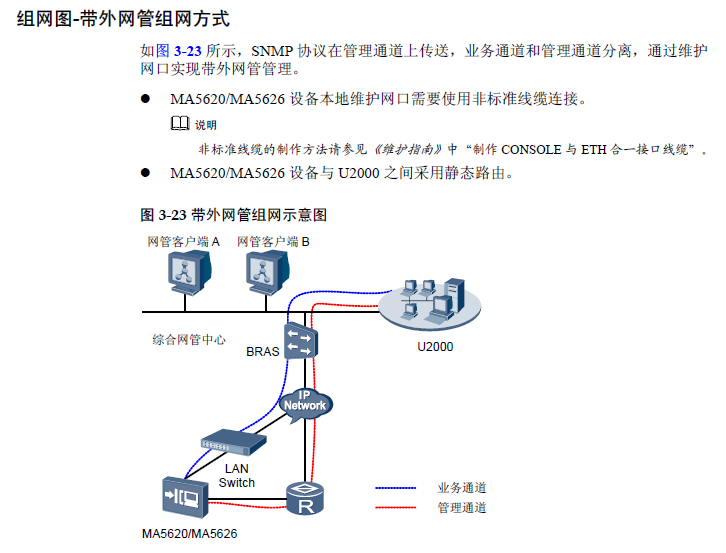 组网图-带外网管组网方式
如图 3-23 所示，SNMP 协议在管理通道上传送，业务通道和管理通道分离，通过维护
网口实现带外网管管理。
● MA5620/MA5626 设备本地维护网口需要使用非标准线缆连接。
说明
非标准线缆的制作方法请参见《维护指南》中“制作 CONSOLE 与 ETH 合一接口线缆”。
● MA5620/MA5626 设备与 U2000 之间采用静态路由。
图 3-23 带外网管组网示意图
网管客户端 A 网管客户端 B
综合网管中心
BRAS
U2000
IP
Network
LAN
Switch
R
MA5620/MA5626
业务通道
管理通道